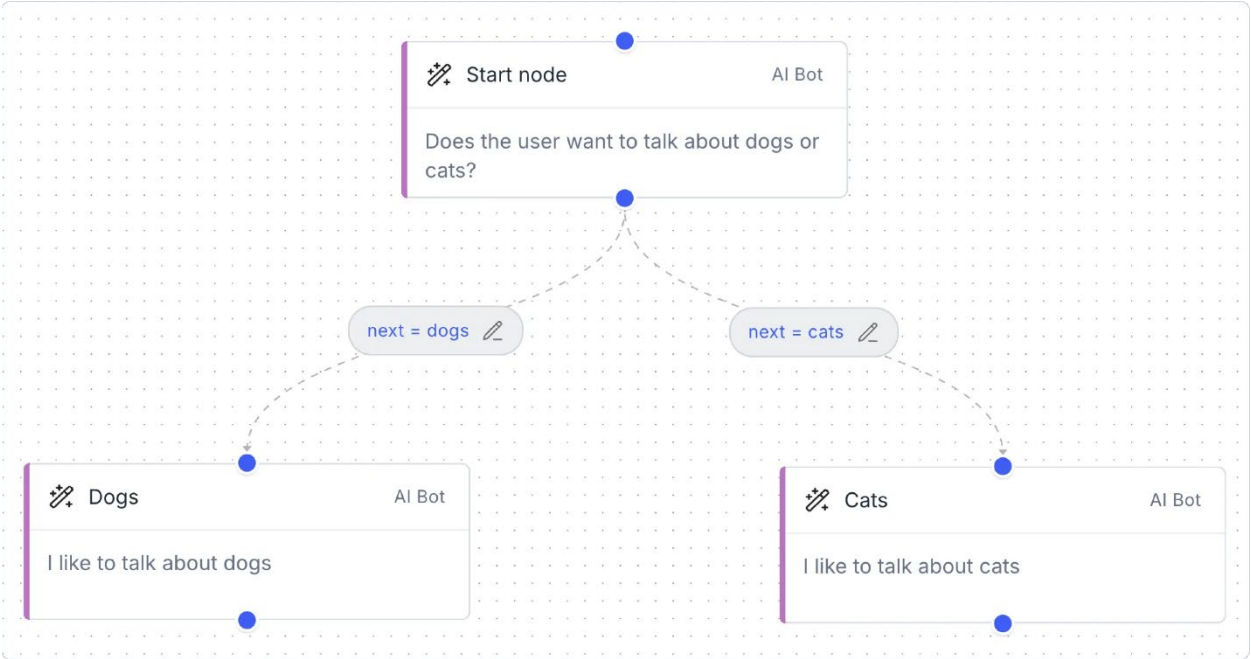 Start node
AI Bot
Does the user want to talk about dogs or
cats?
next = dogs
next = cats
Dogs
AI Bot
I like to talk about dogs
Cats
AI Bot
I like to talk about cats